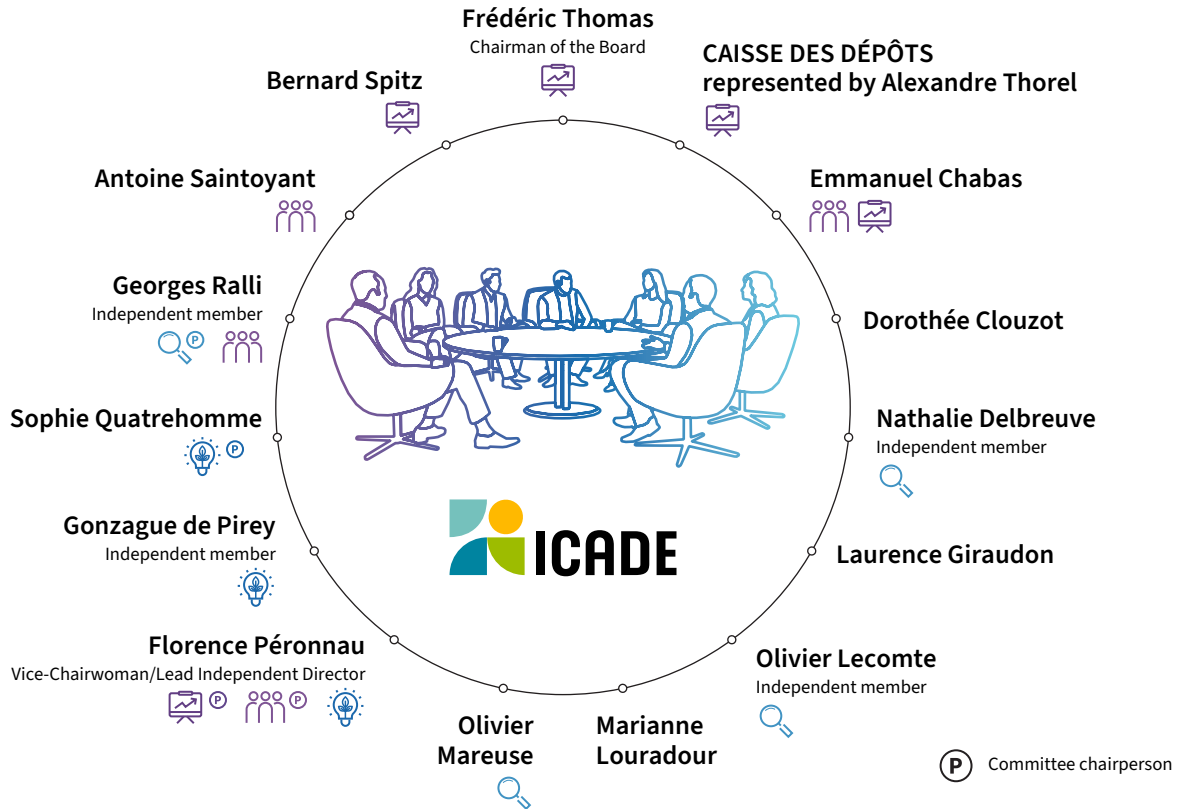 Frédéric Thomas
Chairman of the Board
CAISSE DES DÉPÔTS
represented by Alexandre Thorel
Bernard Spitz
Antoine Saintoyant
Emmanuel Chabas
Georges Ralli
Independent member
P
Dorothée Clouzot
Sophie Quatrehomme
P
Nathalie Delbreuve
Independent member
Gonzague de Pirey
Independent member
ICADE
Laurence Giraudon
Florence Péronnau
Vice-Chairwoman/Lead Independent Director
P P
Olivier Lecomte
Independent member
Olivier
Mareuse
Marianne
Louradour
P Committee chairperson